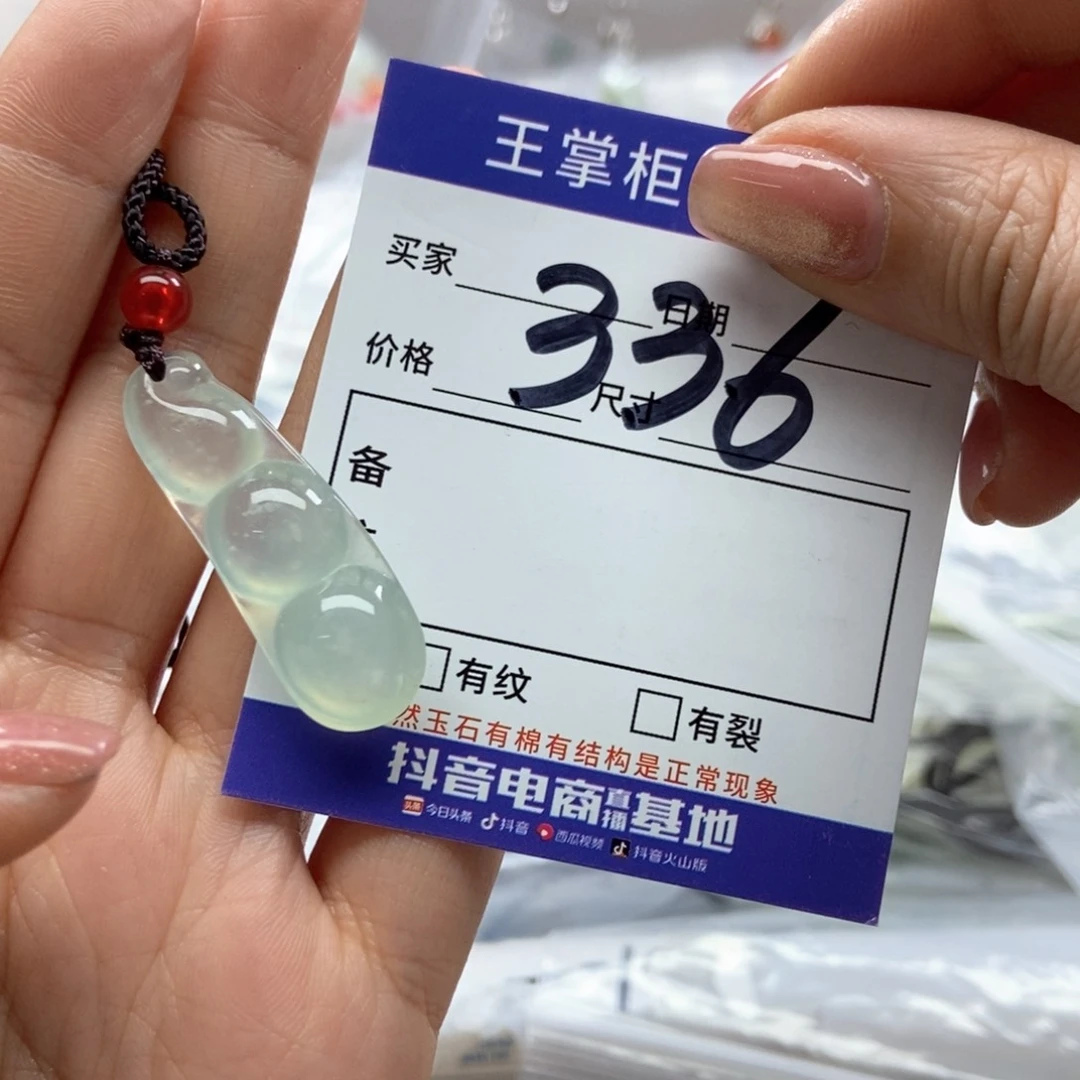 王掌柜
买家 日期
336
价格 尺寸
备
有纹 有裂
然玉石有棉有结构是正常现象
抖音电商直播基地
头条 今日头条 抖音 西瓜视频 抖音火山版